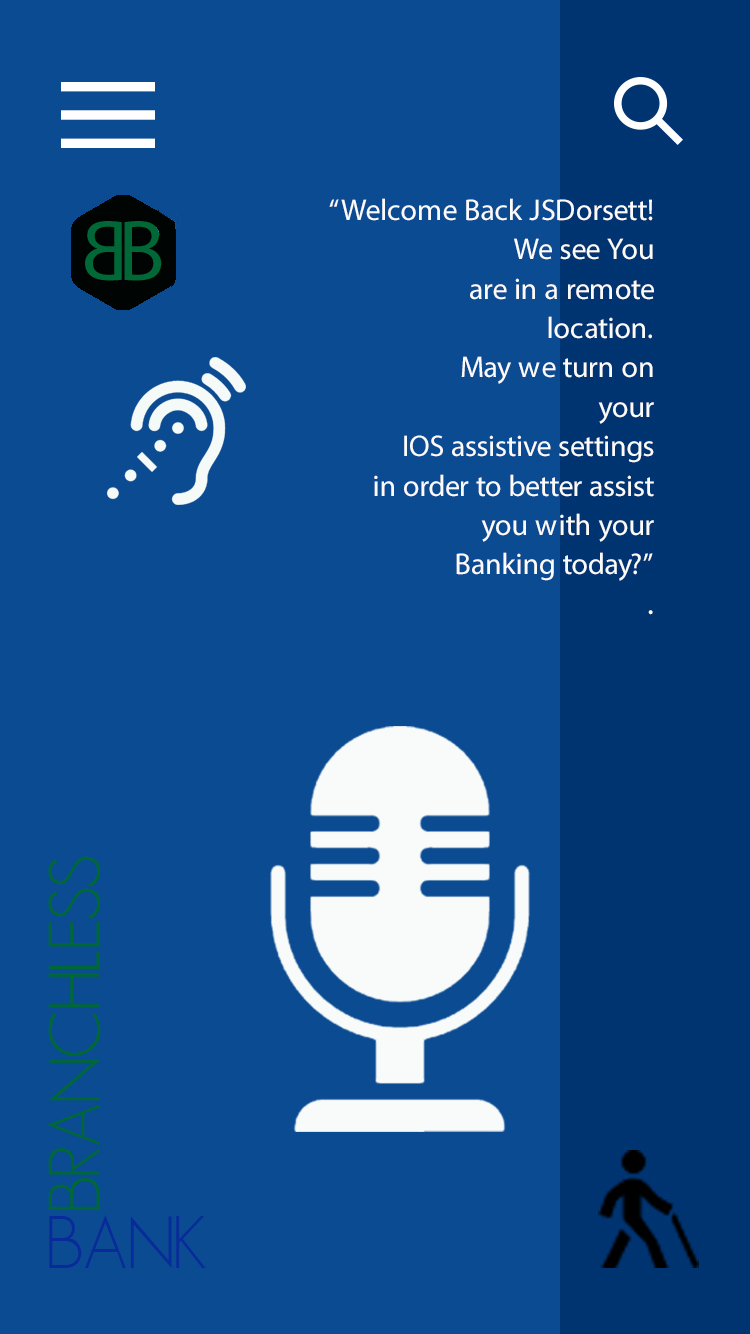 BB
“Welcome Back JSDorsett!
We see You
are in a remote
location.
May we turn on
your
IOS assistive settings
in order to better assist
you with your
Banking today?”
.
BRANCHLESS
BANK